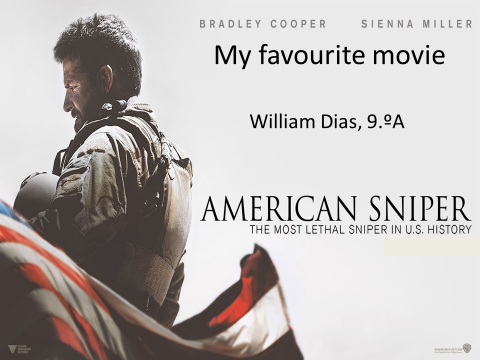 BRADLEY COOPER SIENNA MILLER
My favourite movie
William Dias, 9.ºA
AMERICAN SNIPER
THE MOST LETHAL SNIPER IN U.S. HISTORY